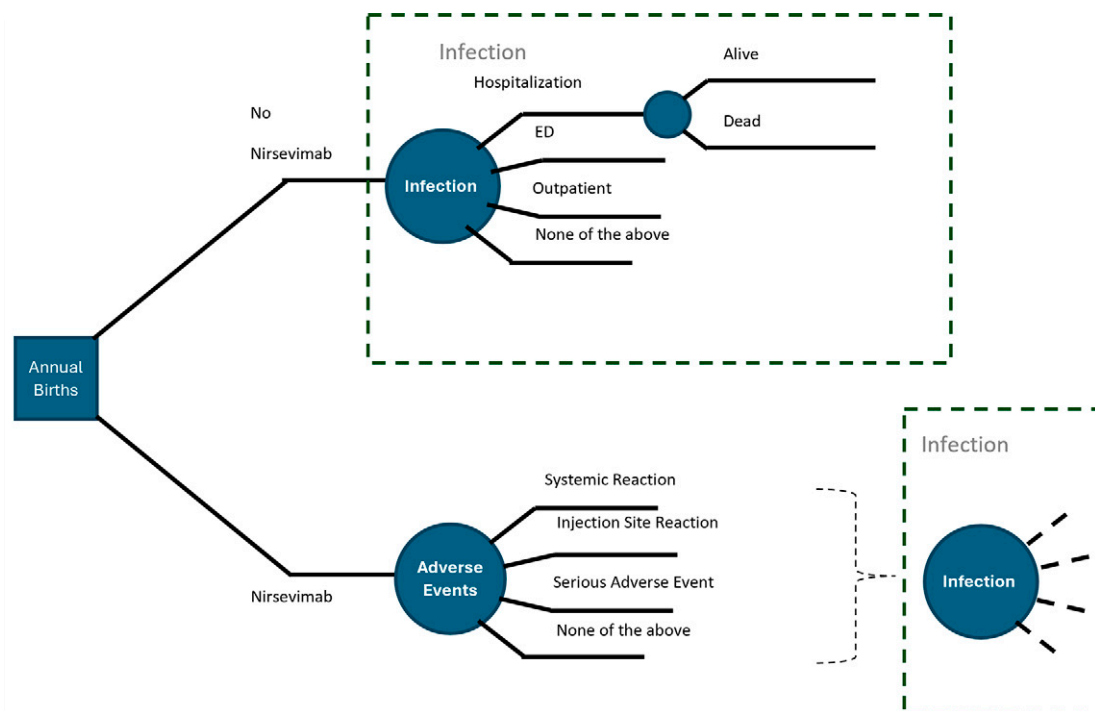 Infection
Hospitalization
Alive
ED
Dead
No
Nirsevimab
Infection
Outpatient
None of the above
Annual
Births
Infection
Systemic Reaction
Injection Site Reaction
Adverse
Events
Serious Adverse Event
Infection
Nirsevimab
None of the above